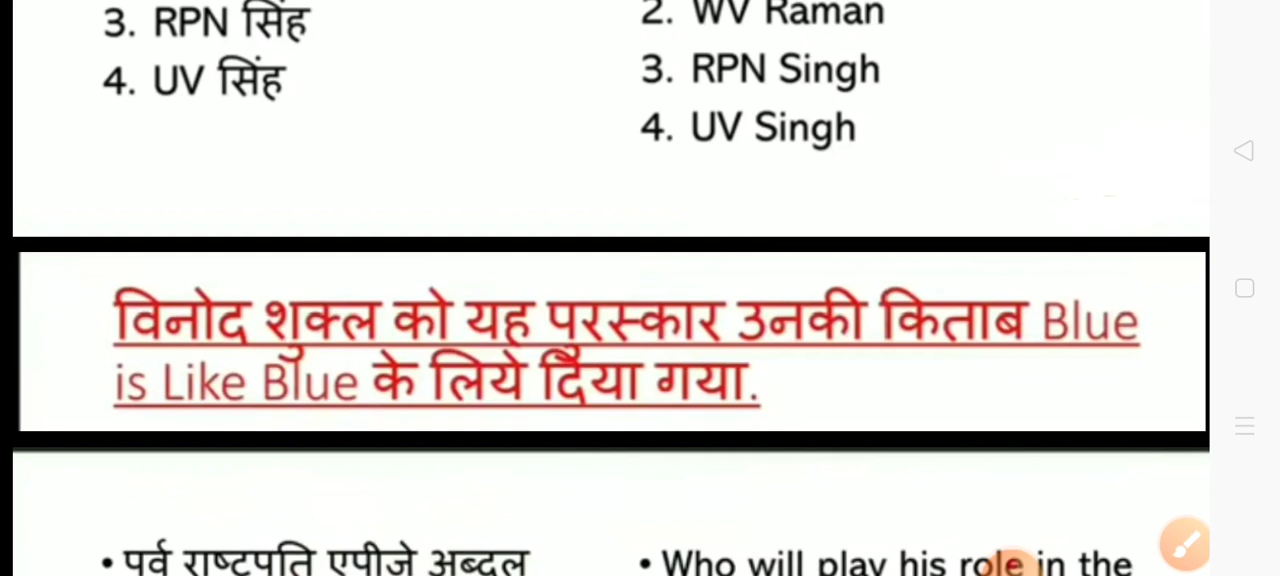 3. RPN सिंह
4. UV सिंह
2. WV Raman
3. RPN Singh
4. UV Singh
विनोद शुक्ल को यह पुरस्कार उनकी किताब Blue
is Like Blue के लिये दिया गया.
• पूर्व राष्ट्रपति एपीजे अब्दुल
• Who will play his role in the